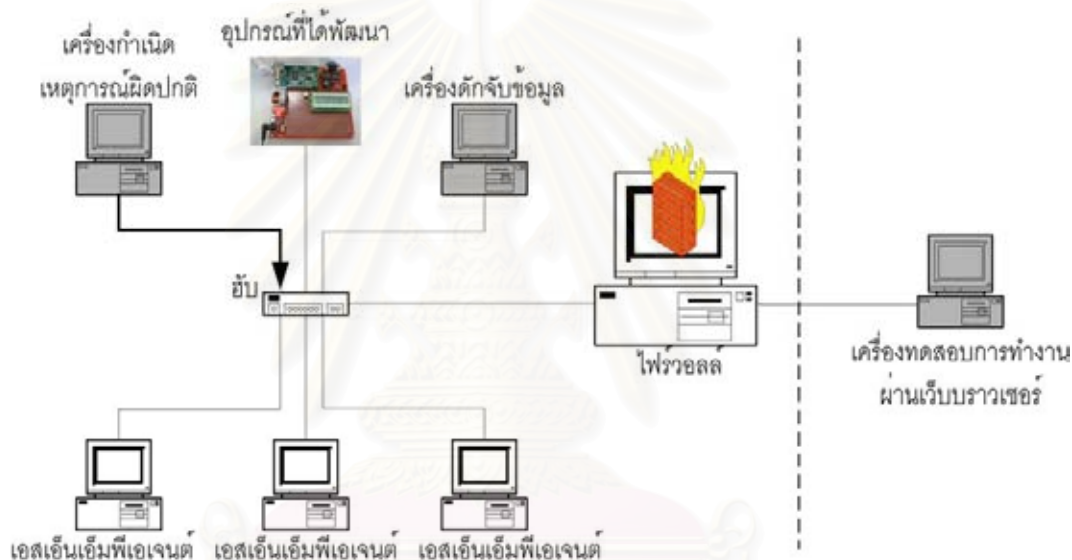 เครื่องกำเนิด
เหตุการณ์ผิดปกติ
อุปกรณ์ที่ได้พัฒนา
เครื่องดักจับข้อมูล
ฮับ
ไฟร์วอลล์
เครื่องทดสอบการทำงาน
ผ่านเว็บบราวเซอร์
เอสเอ็นเอ็มพีเอเจนต์
เอสเอ็นเอ็มพีเอเจนต์
เอสเอ็นเอ็มพีเอเจนต์